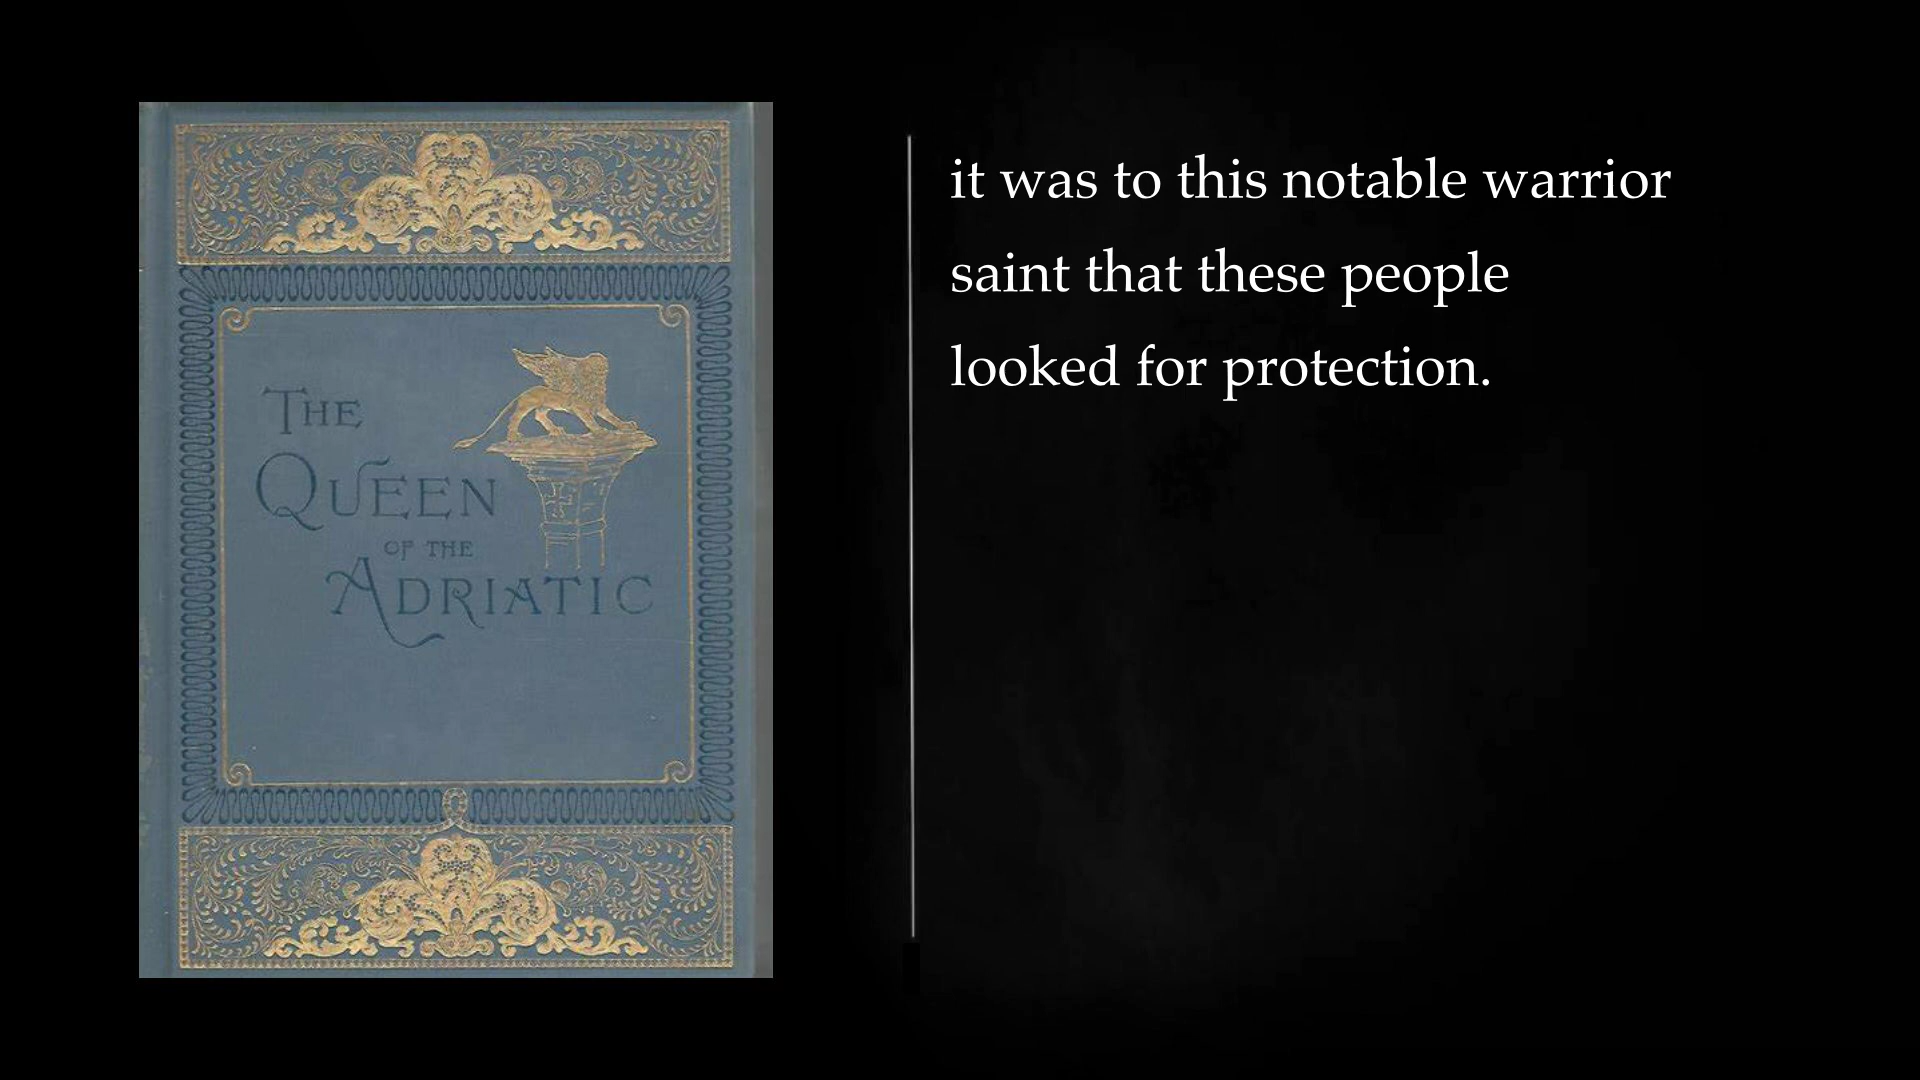 THE
QUEEN
OF THE
ADRIATIC
it was to this notable warrior
saint that these people
looked for protection.